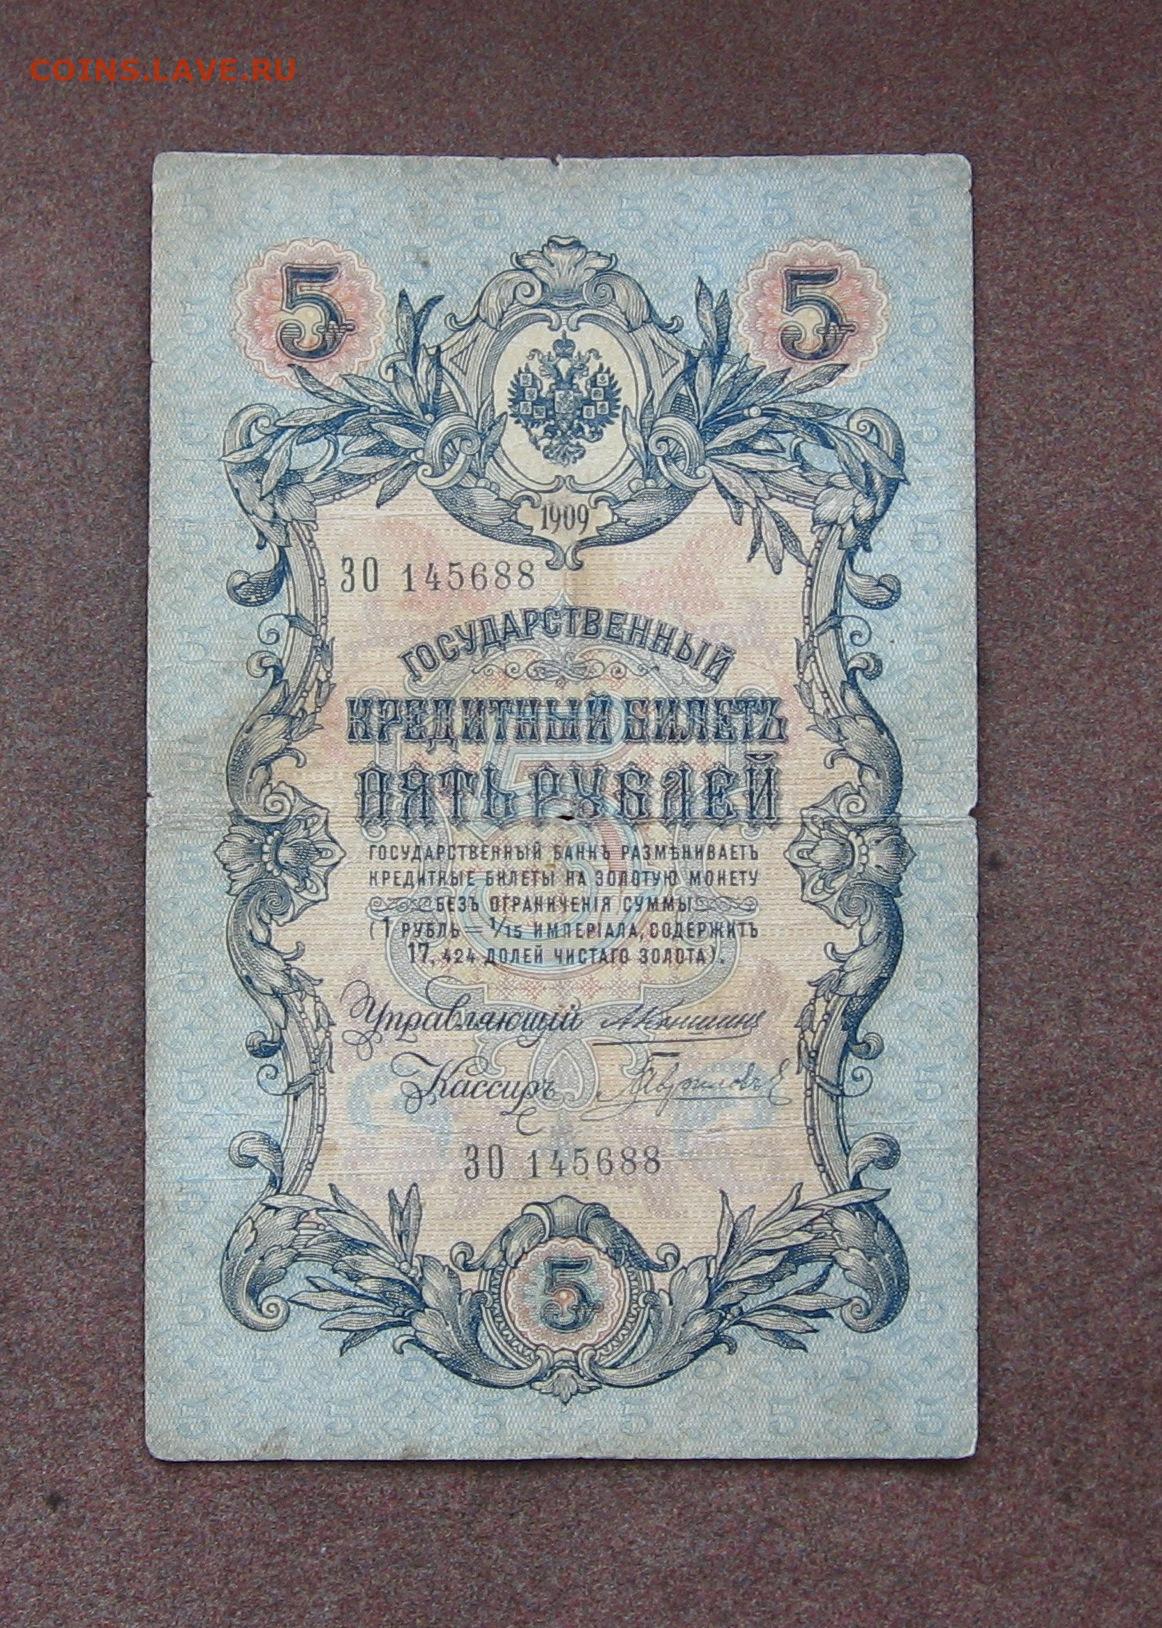 COINS.LAVE.RU
5 5
1909
ЗО 145688
ГОСУДАРСТВЕННЫЙ
КРЕДИТНЫЙ БИЛЕТЪ
ПЯТЬ РУБЛЕЙ
ГОСУДАРСТВЕННЫЙ БАНКЪ РАЗМѢНИВАЕТЪ
КРЕДИТНЫЕ БИЛЕТЫ НА ЗОЛОТУЮ МОНЕТУ
БЕЗЪ ОГРАНИЧЕНІЯ СУММЫ
(1 РУБЛЬ = 1/15 ИМПЕРІАЛА, СОДЕРЖИТЪ
17,424 ДОЛЕЙ ЧИСТАГО ЗОЛОТА).
Управляющій А Коншинъ
Кассиръ Гавриловъ
ЗО 145688
5